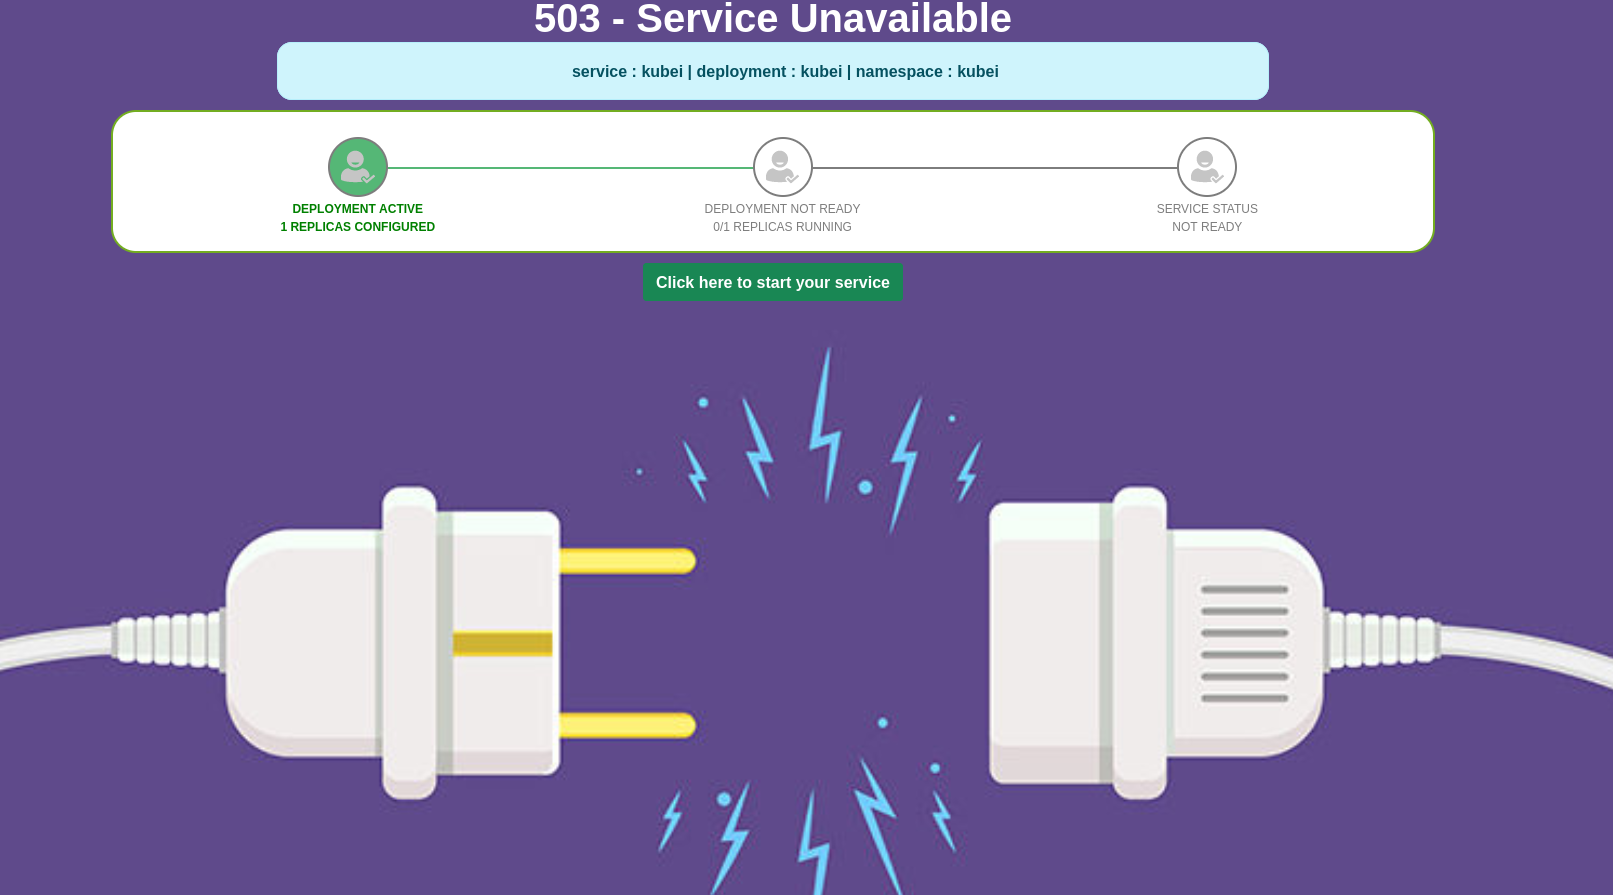 503 - Service Unavailable
service : kubei | deployment : kubei | namespace : kubei
DEPLOYMENT ACTIVE
1 REPLICAS CONFIGURED
DEPLOYMENT NOT READY
0/1 REPLICAS RUNNING
SERVICE STATUS
NOT READY
Click here to start your service